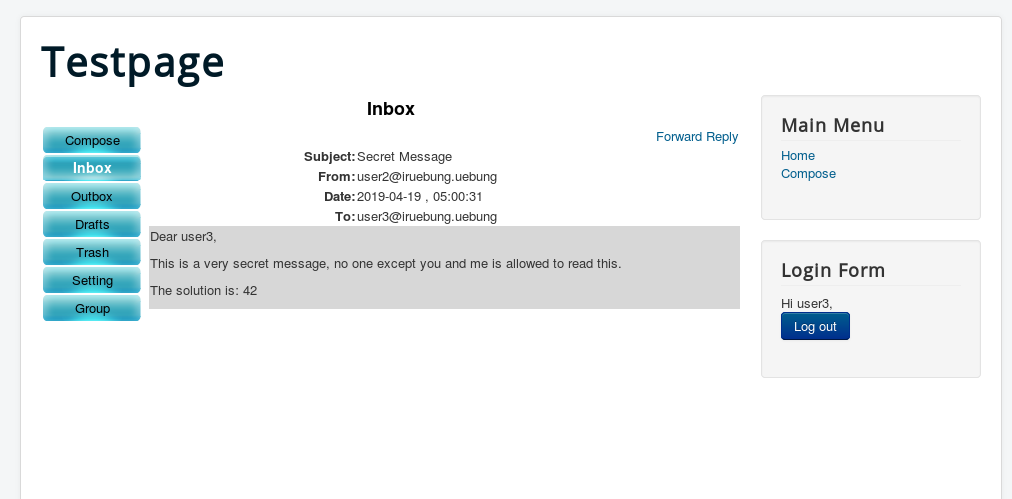 Testpage
Inbox
Compose
Inbox
Outbox
Drafts
Trash
Setting
Group
Forward Reply
Subject: Secret Message
From: user2@iruebung.uebung
Date: 2019-04-19 , 05:00:31
To: user3@iruebung.uebung
Dear user3,
This is a very secret message, no one except you and me is allowed to read this.
The solution is: 42
Main Menu
Home
Compose
Login Form
Hi user3,
Log out